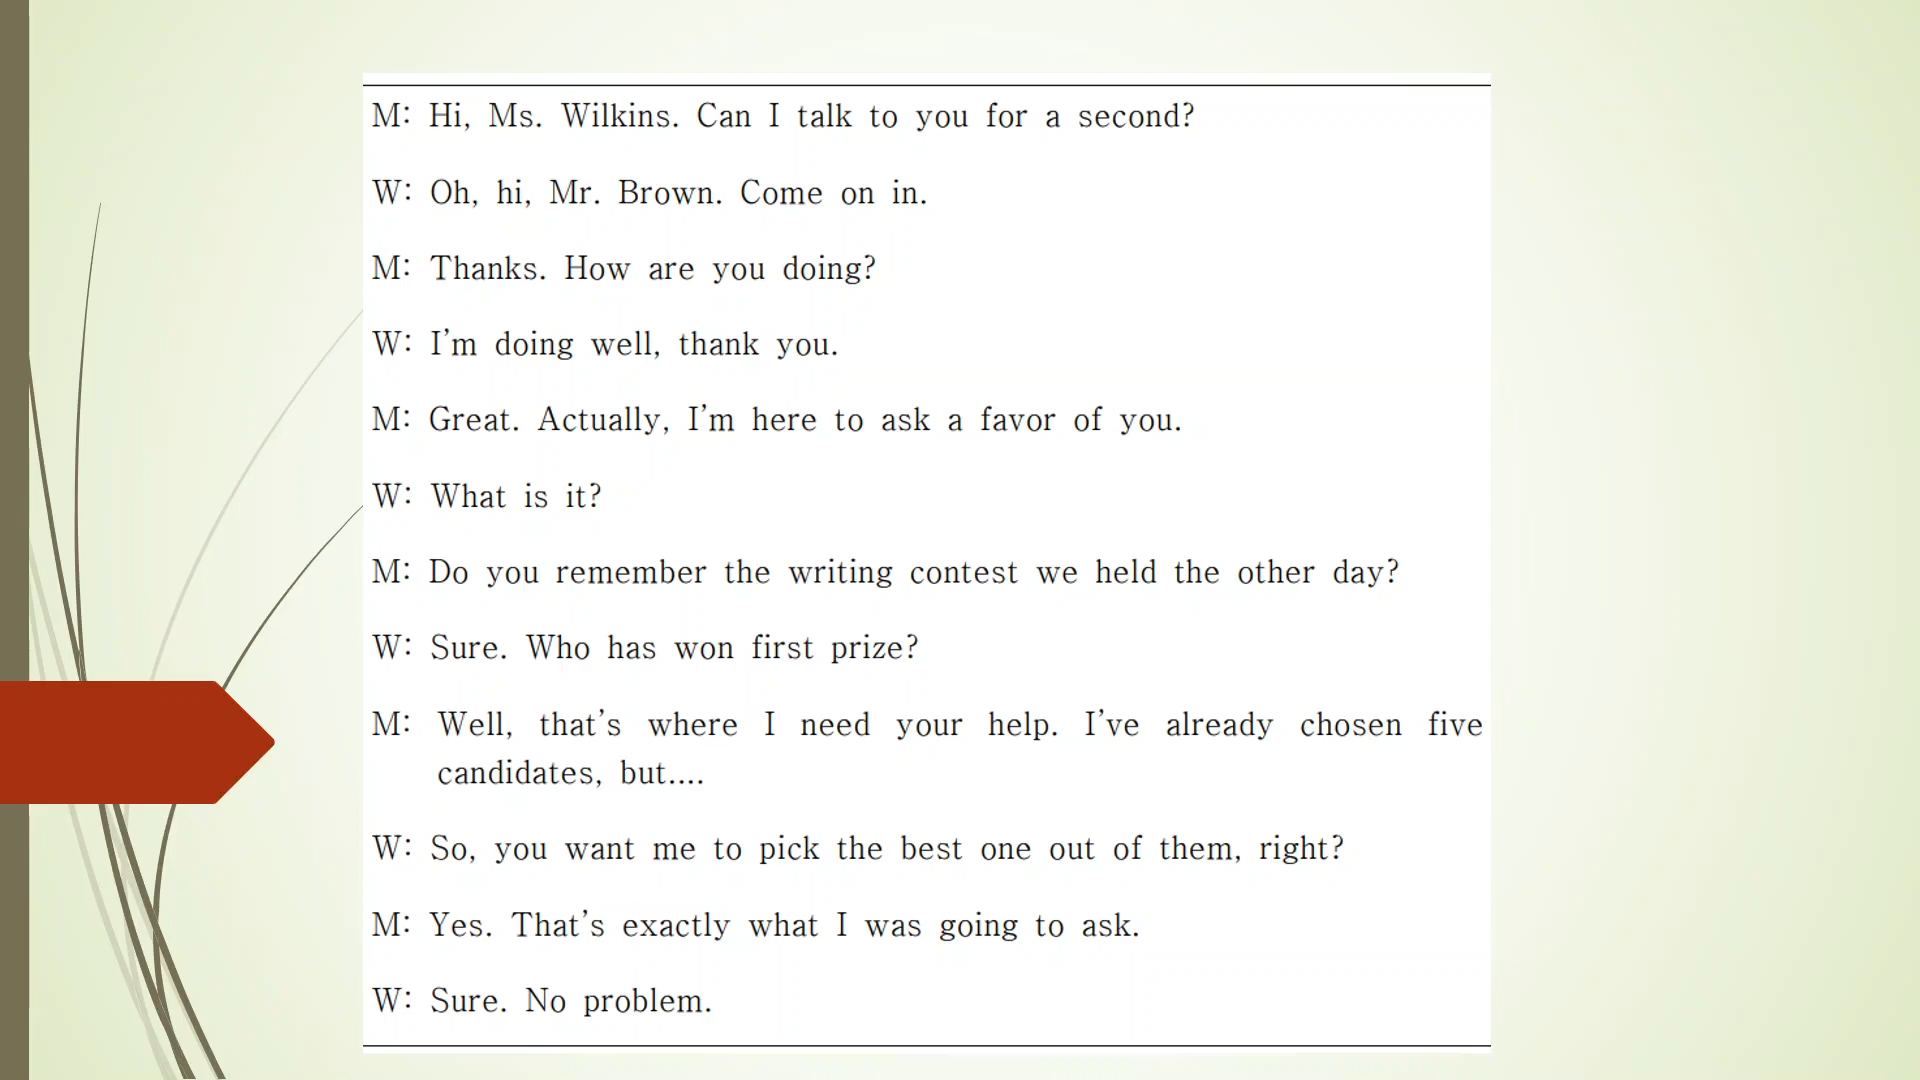 M: Hi, Ms. Wilkins. Can I talk to you for a second?
W: Oh, hi, Mr. Brown. Come on in.
M: Thanks. How are you doing?
W: I’m doing well, thank you.
M: Great. Actually, I’m here to ask a favor of you.
W: What is it?
M: Do you remember the writing contest we held the other day?
W: Sure. Who has won first prize?
M: Well, that’s where I need your help. I’ve already chosen five
candidates, but....
W: So, you want me to pick the best one out of them, right?
M: Yes. That’s exactly what I was going to ask.
W: Sure. No problem.